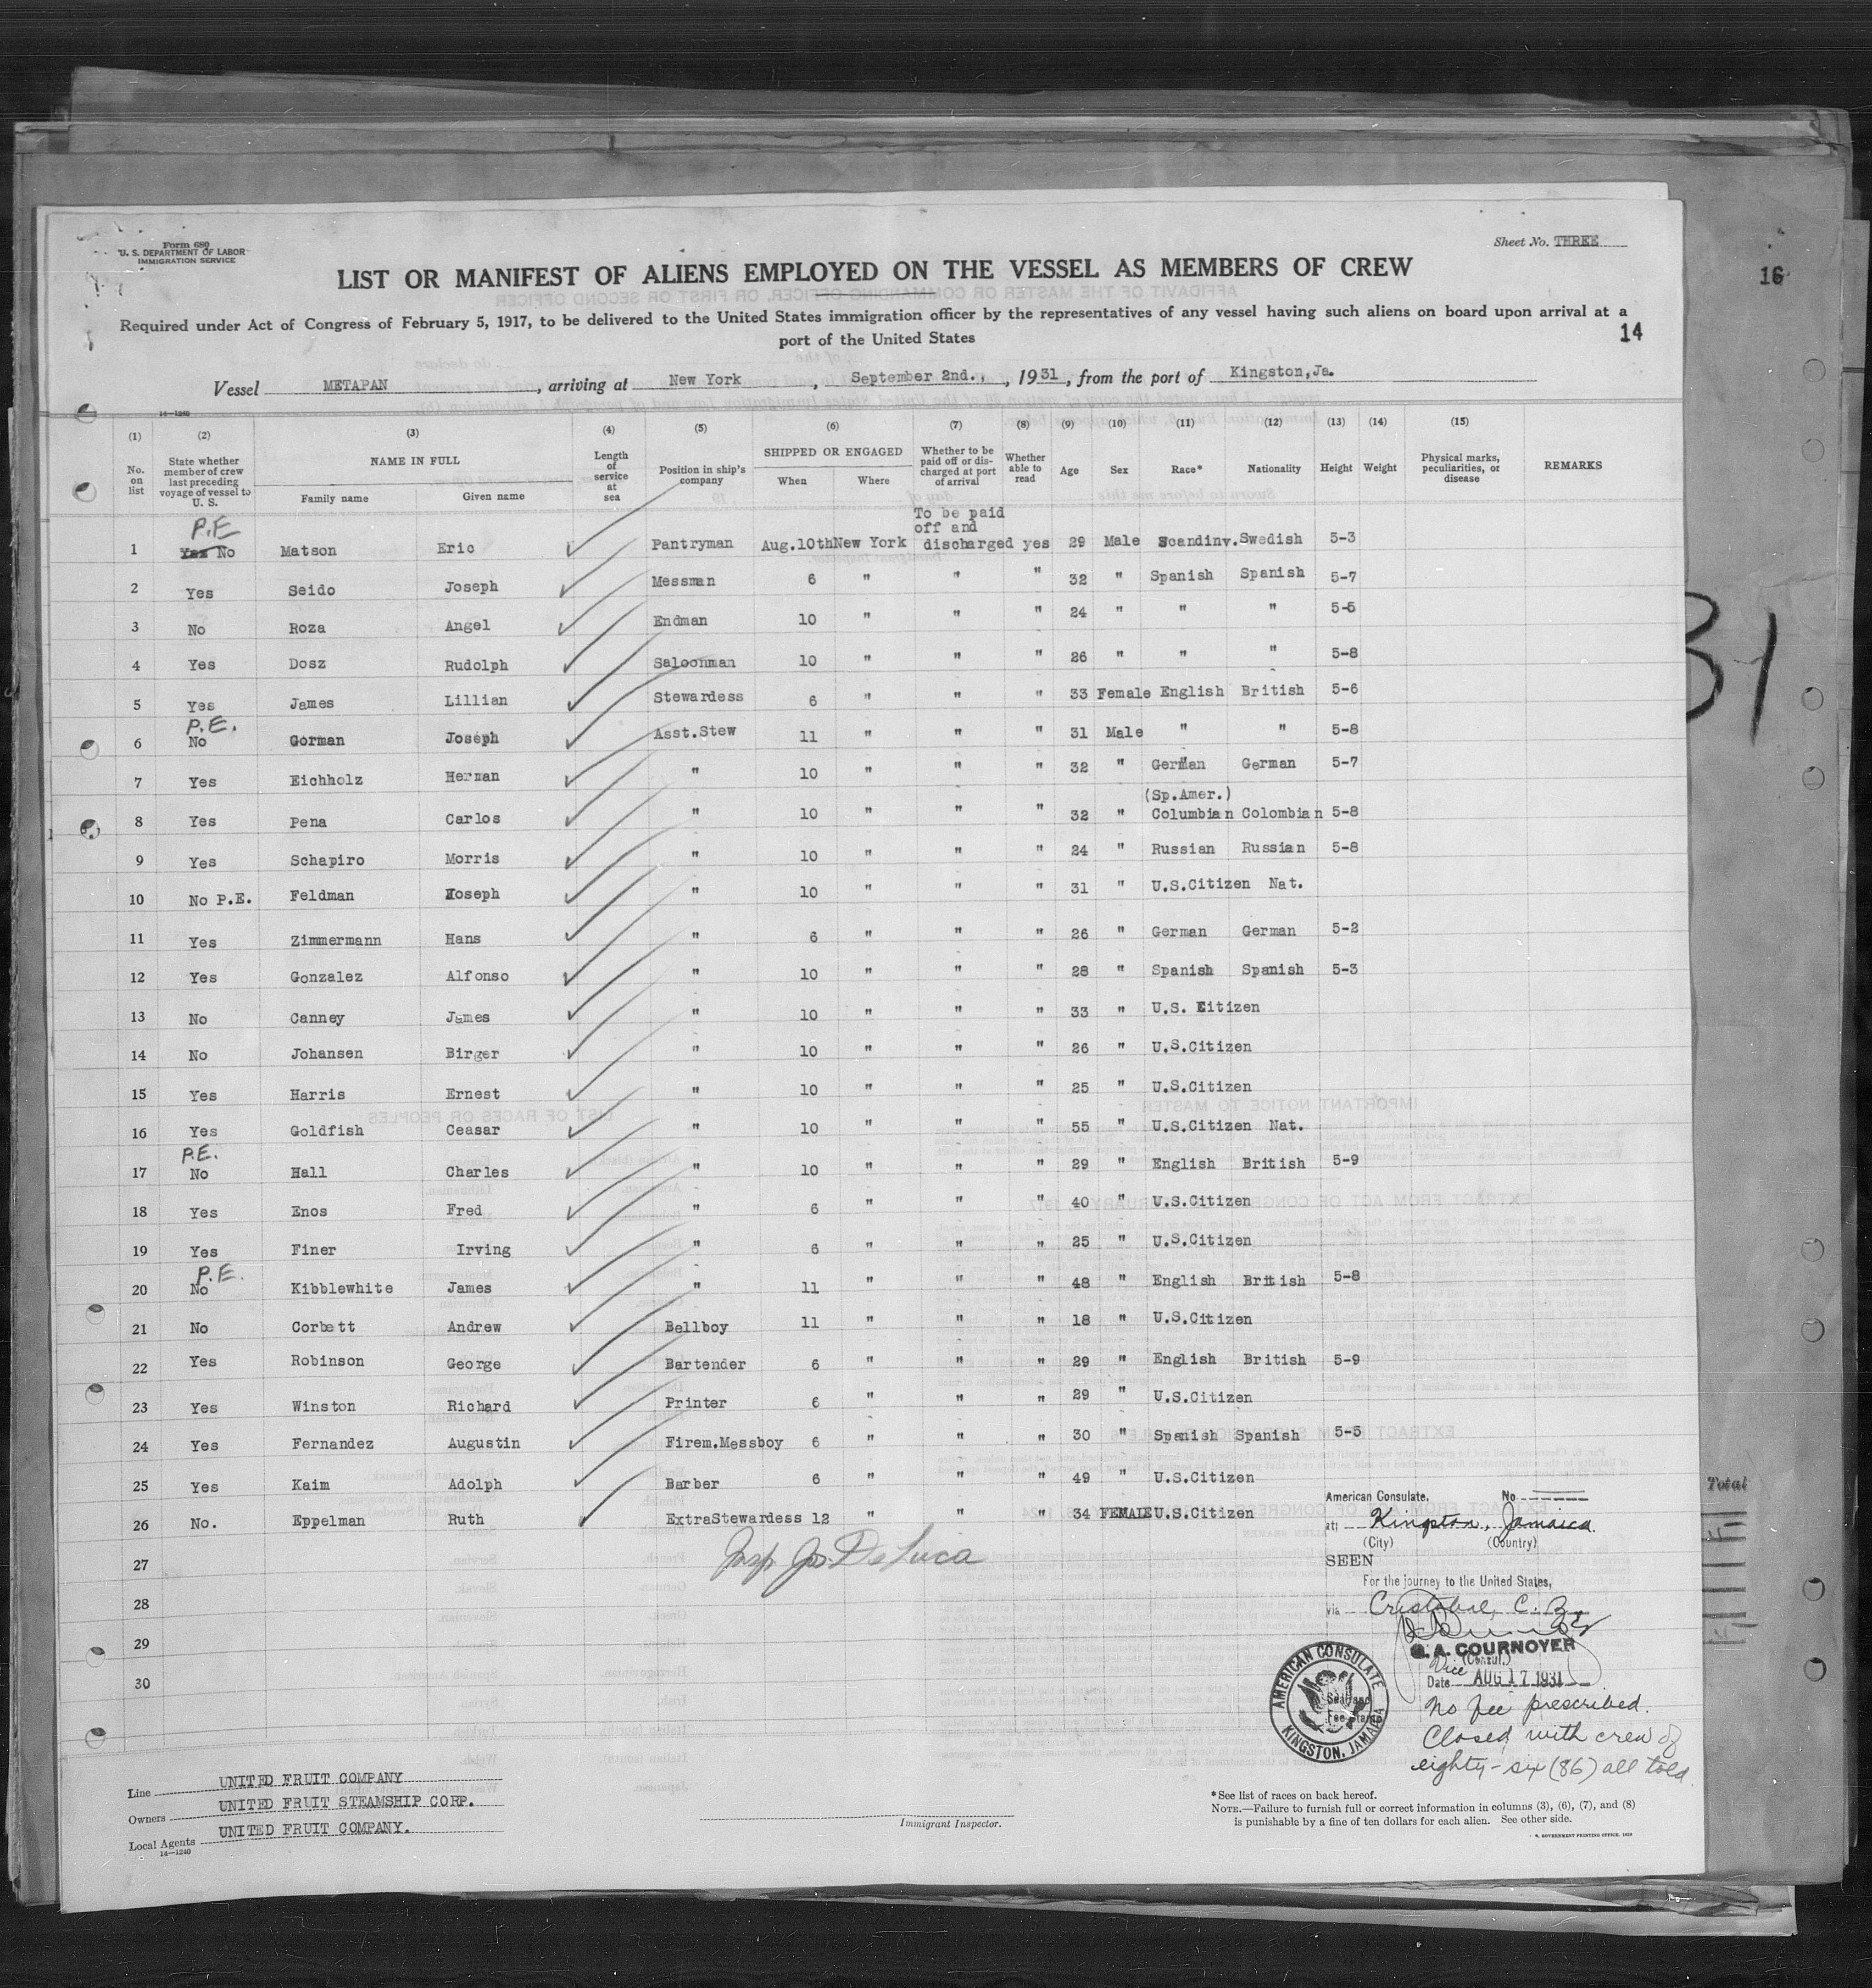 Form 680
U. S. DEPARTMENT OF LABOR
IMMIGRATION SERVICE
Sheet No. THREE
16
LIST OR MANIFEST OF ALIENS EMPLOYED ON THE VESSEL AS MEMBERS OF CREW
Required under Act of Congress of February 5, 1917, to be delivered to the United States immigration officer by the representatives of any vessel having such aliens on board upon arrival at a
port of the United States
14
Vessel METAPAN, arriving at New York, September 2nd., 1931, from the port of Kingston, Ja.
14—1240
(1) (2) (3) (4) (5) (6) (7) (8) (9) (10) (11) (12) (13) (14) (15)
No. on list | State whether member of crew last preceding voyage of vessel to U. S. | NAME IN FULL Family name Given name | Length of service at sea | Position in ship's company | SHIPPED OR ENGAGED When Where | Whether to be paid off or discharged at port of arrival | Whether able to read | Age | Sex | Race* | Nationality | Height | Weight | Physical marks, peculiarities, or disease | REMARKS
P.E
To be paid off and
1 Yes No Matson Eric Pantryman Aug.10th New York discharged yes 29 Male Scandinv. Swedish 5-3
2 Yes Seido Joseph Messman 6 " " " 32 " Spanish Spanish 5-7
3 No Roza Angel Endman 10 " " " 24 " " " 5-5
4 Yes Dosz Rudolph Saloonman 10 " " " 26 " " " 5-8
5 Yes James Lillian Stewardess 6 " " " 33 Female English British 5-6
P.E.
6 No Gorman Joseph Asst.Stew 11 " " " 31 Male " " 5-8
7 Yes Eichholz Herman " 10 " " " 32 " German German 5-7
(Sp.Amer.)
8 Yes Pena Carlos " 10 " " " 32 " Columbian Colombian 5-8
9 Yes Schapiro Morris " 10 " " " 24 " Russian Russian 5-8
10 No P.E. Feldman Joseph " 10 " " " 31 " U.S.Citizen Nat.
11 Yes Zimmermann Hans " 6 " " " 26 " German German 5-2
12 Yes Gonzalez Alfonso " 10 " " " 28 " Spanish Spanish 5-3
13 No Canney James " 10 " " " 33 " U.S. Eitizen
14 No Johansen Birger " 10 " " " 26 " U.S.Citizen
15 Yes Harris Ernest " 10 " " " 25 " U.S.Citizen
16 Yes Goldfish Ceasar " 10 " " " 55 " U.S.Citizen Nat.
P.E.
17 No Hall Charles " 10 " " " 29 " English British 5-9
18 Yes Enos Fred " 6 " " " 40 " U.S.Citizen
19 Yes Finer Irving " 6 " " " 25 " U.S.Citizen
P.E.
20 No Kibblewhite James " 11 " " " 48 " English British 5-8
21 No Corbett Andrew Bellboy 11 " " " 18 " U.S.Citizen
22 Yes Robinson George Bartender 6 " " " 29 " English British 5-9
23 Yes Winston Richard Printer 6 " " " 29 " U.S.Citizen
24 Yes Fernandez Augustin Firem.Messboy 6 " " " 30 " Spanish Spanish 5-5
25 Yes Kaim Adolph Barber 6 " " " 49 " U.S.Citizen
26 No. Eppelman Ruth ExtraStewardess 12 " " " 34 FEMALE U.S.Citizen
27
28
29
30
Insp Jos. DeLuca
American Consulate, No
at: Kingston, Jamaica.
(City) (Country)
SEEN
For the journey to the United States,
via Cristobal, C. Z.
A. COURNOYER
Vice (Consul.)
Date AUG 17 1931
No fee prescribed.
Closed with crew of
eighty-six (86) all told.
AMERICAN CONSULATE
KINGSTON, JAMAICA
Seal and
Fee Stamp
31
Total
Line UNITED FRUIT COMPANY
Owners UNITED FRUIT STEAMSHIP CORP.
Local Agents UNITED FRUIT COMPANY.
14—1240
Immigrant Inspector.
*See list of races on back hereof.
NOTE.—Failure to furnish full or correct information in columns (3), (6), (7), and (8)
is punishable by a fine of ten dollars for each alien. See other side.
GOVERNMENT PRINTING OFFICE